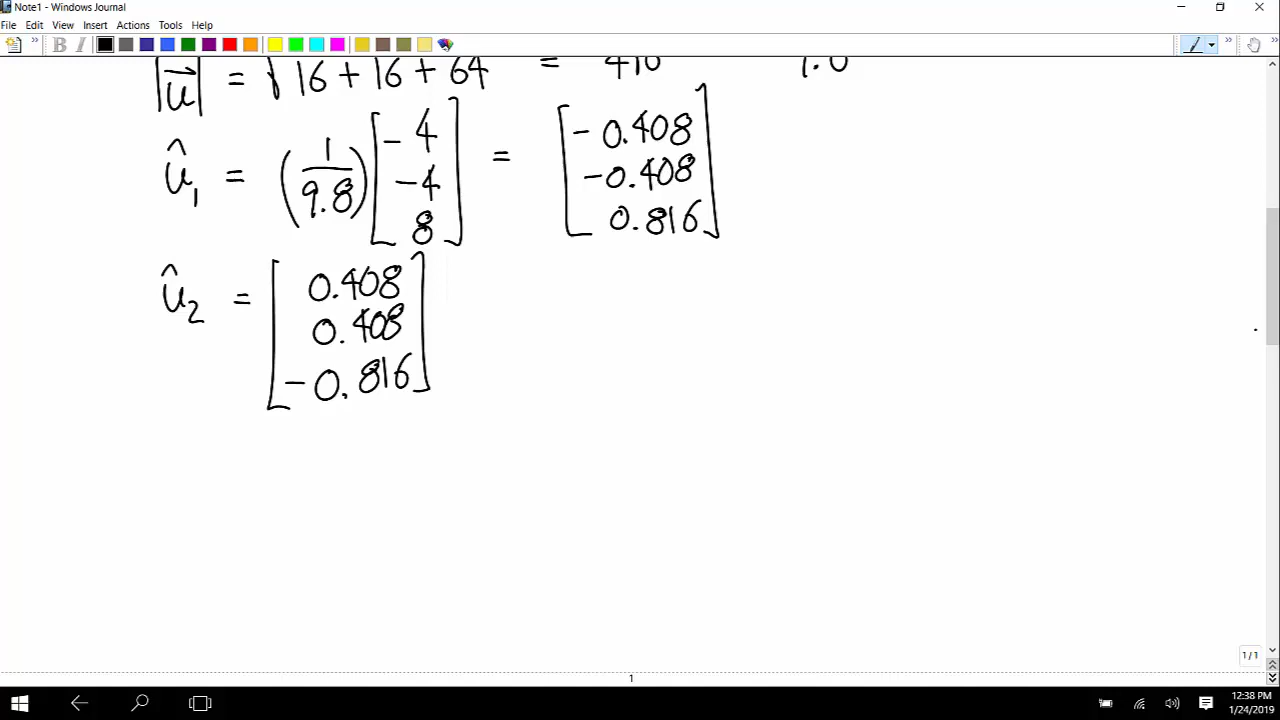 Note1 - Windows Journal
File Edit View Insert Actions Tools Help
B I
|u| = √16 + 16 + 64 =
û1 = (1/9.8) [-4 -4 8] = [-0.408 -0.408 0.816]
û2 = [0.408 0.408 -0.816]
1/1
1
12:38 PM
1/24/2019